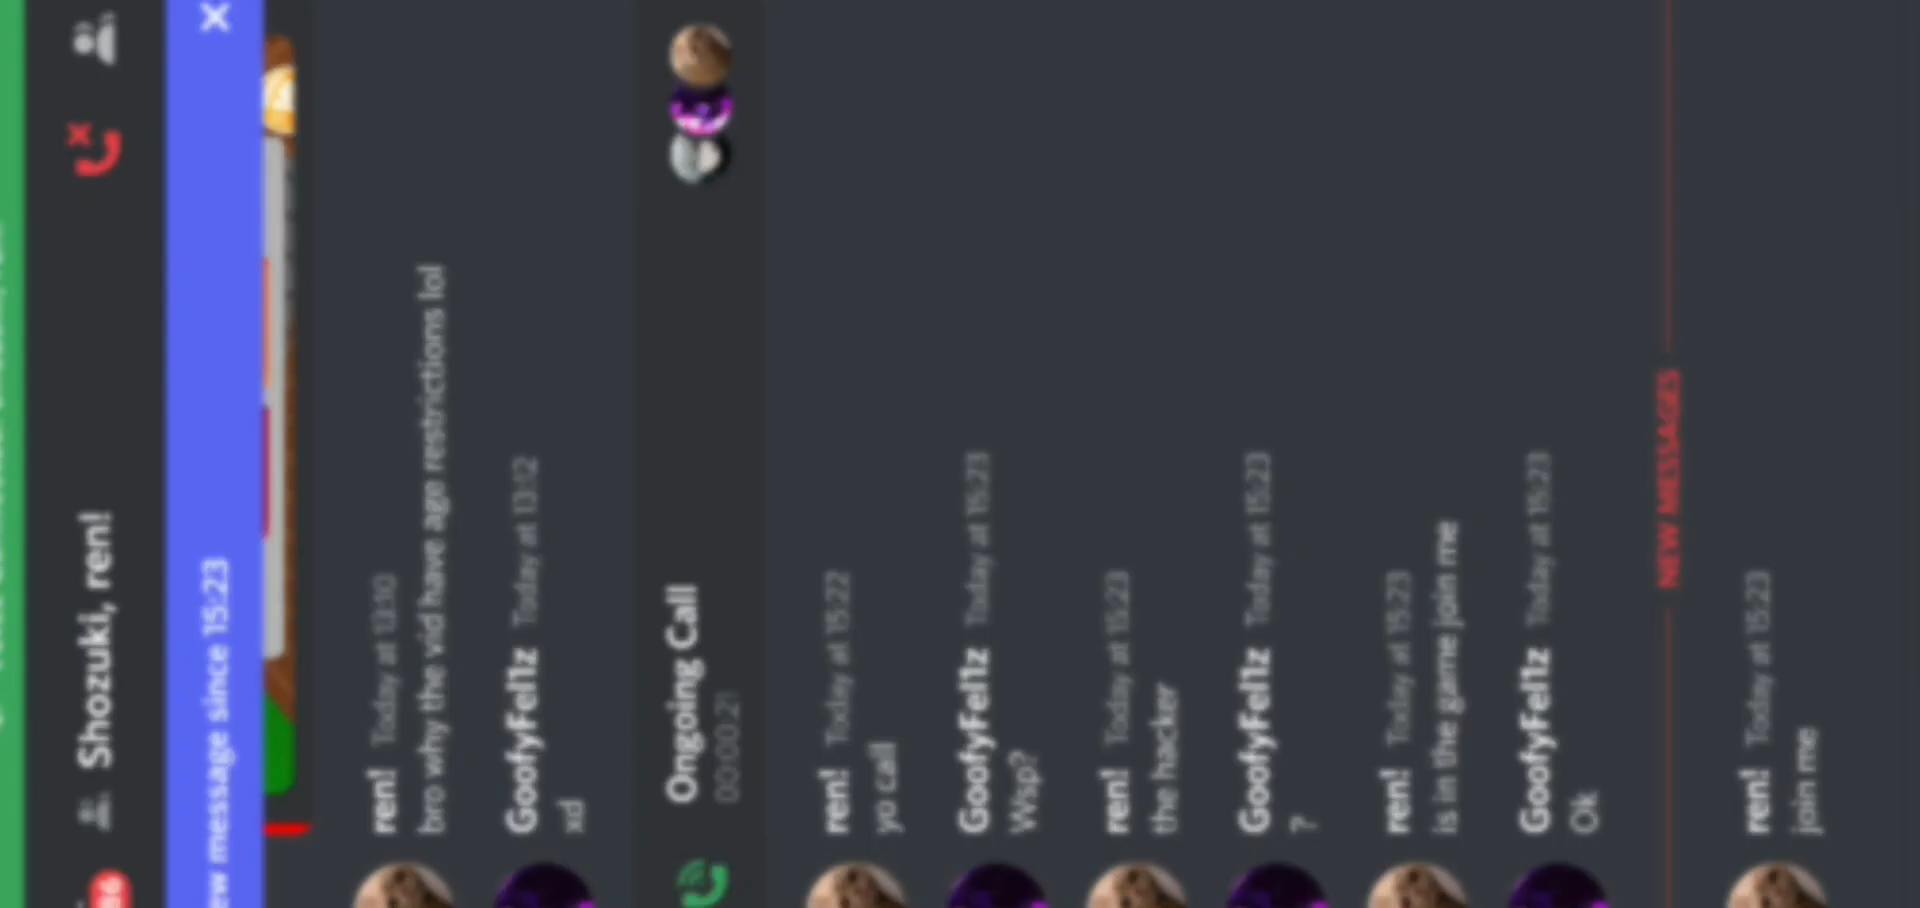 Shozuki, ren!
ew message since 15:23
ren! Today at 13:10
bro why the vid have age restrictions lol
GoofyFel1z Today at 13:12
xd
Ongoing Call
00:00:21
ren! Today at 15:22
yo call
GoofyFel1z Today at 15:23
Wsp?
ren! Today at 15:23
the hacker
GoofyFel1z Today at 15:23
?
ren! Today at 15:23
is in the game join me
GoofyFel1z Today at 15:23
Ok
NEW MESSAGES
ren! Today at 15:23
join me